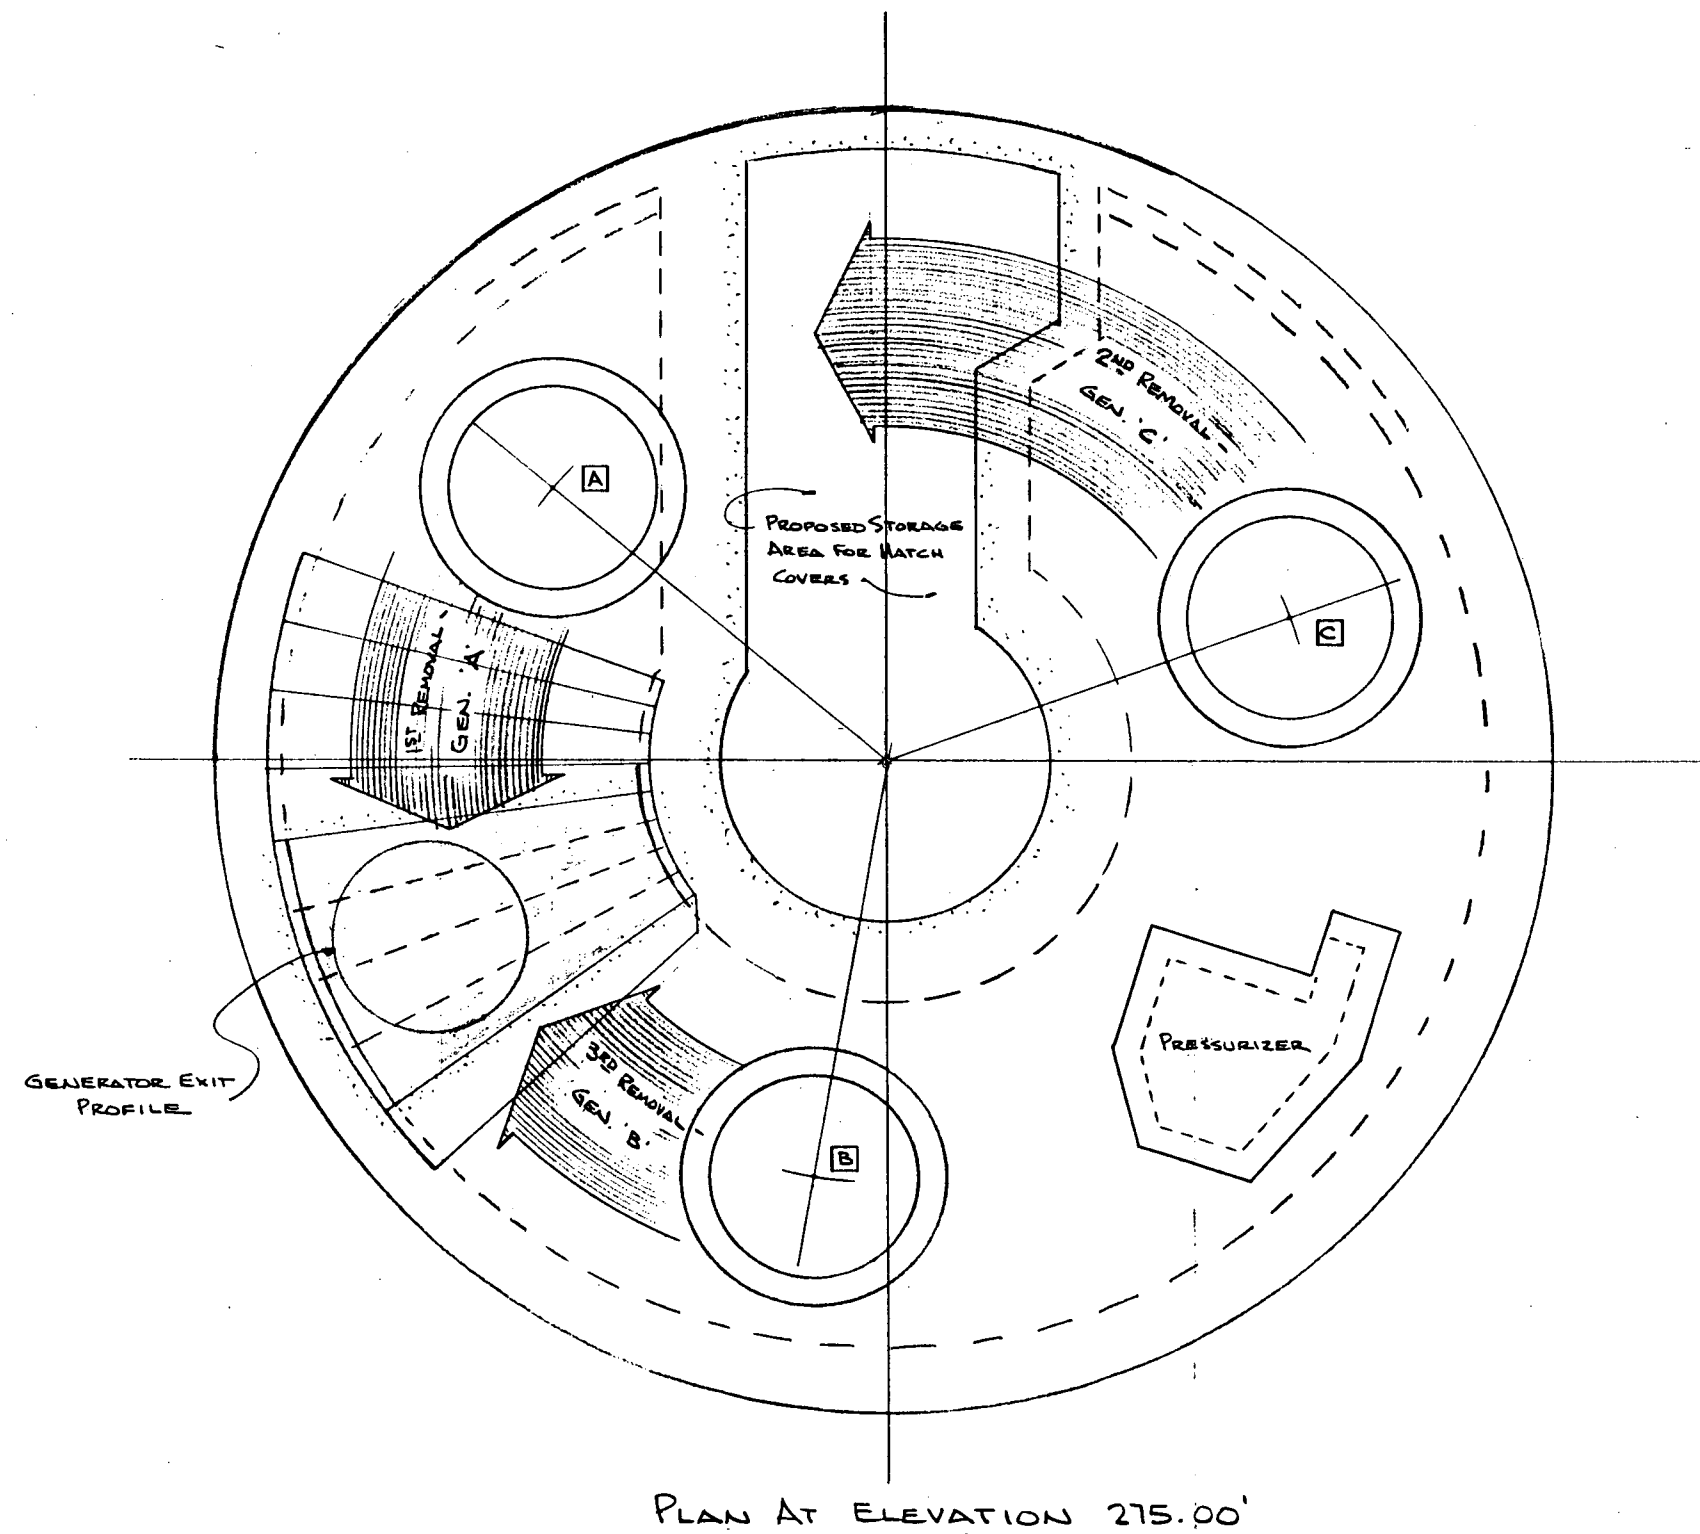 2ND REMOVAL -
GEN. 'C'
A
PROPOSED STORAGE
AREA FOR HATCH
COVERS
C
1ST REMOVAL -
GEN. 'A'
PRESSURIZER
3RD REMOVAL -
GEN. 'B'
GENERATOR EXIT
PROFILE
B
PLAN AT ELEVATION 275.00'